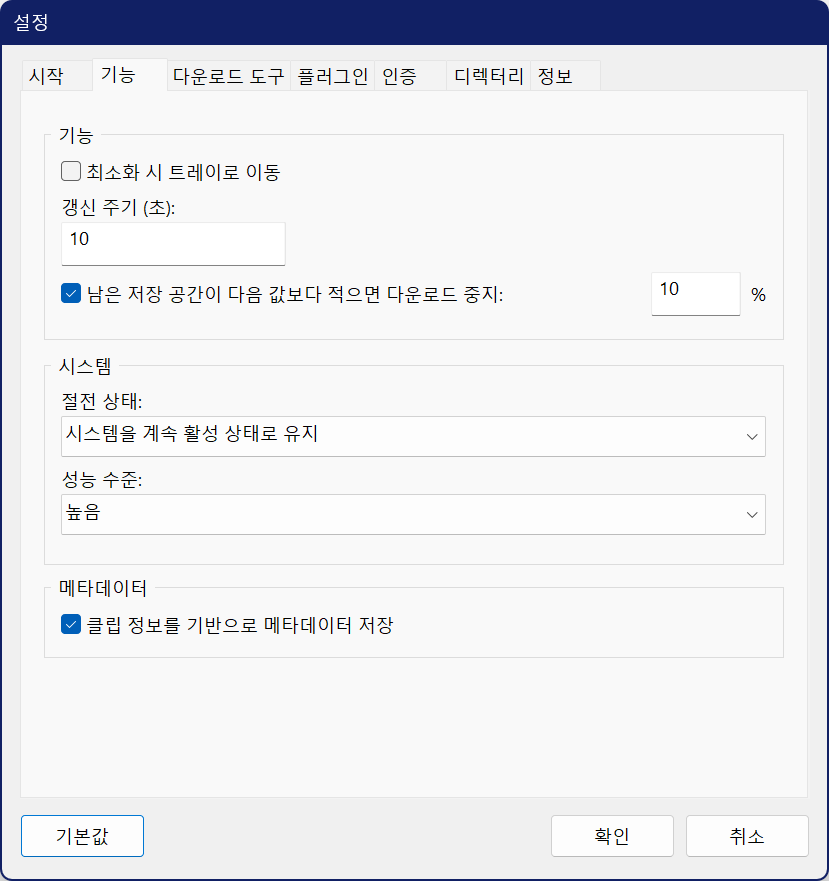 설정
시작 기능 다운로드 도구 플러그인 인증 디렉터리 정보
기능
최소화 시 트레이로 이동
갱신 주기 (초):
10
남은 저장 공간이 다음 값보다 적으면 다운로드 중지: 10 %
시스템
절전 상태:
시스템을 계속 활성 상태로 유지
성능 수준:
높음
메타데이터
클립 정보를 기반으로 메타데이터 저장
기본값 확인 취소